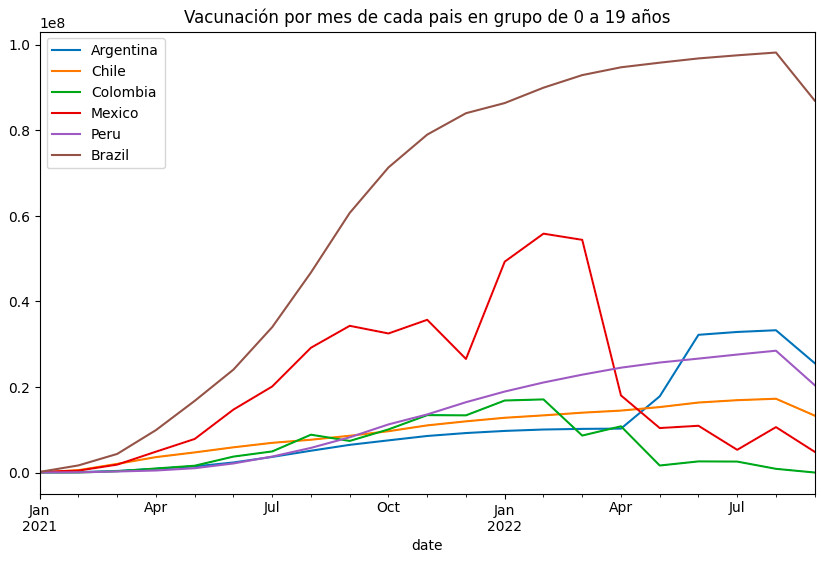 Vacunación por mes de cada pais en grupo de 0 a 19 años
1e8
1.0
0.8
0.6
0.4
0.2
0.0
Argentina
Chile
Colombia
Mexico
Peru
Brazil
Jan Apr Jul Oct Jan Apr Jul
2021 2022
date